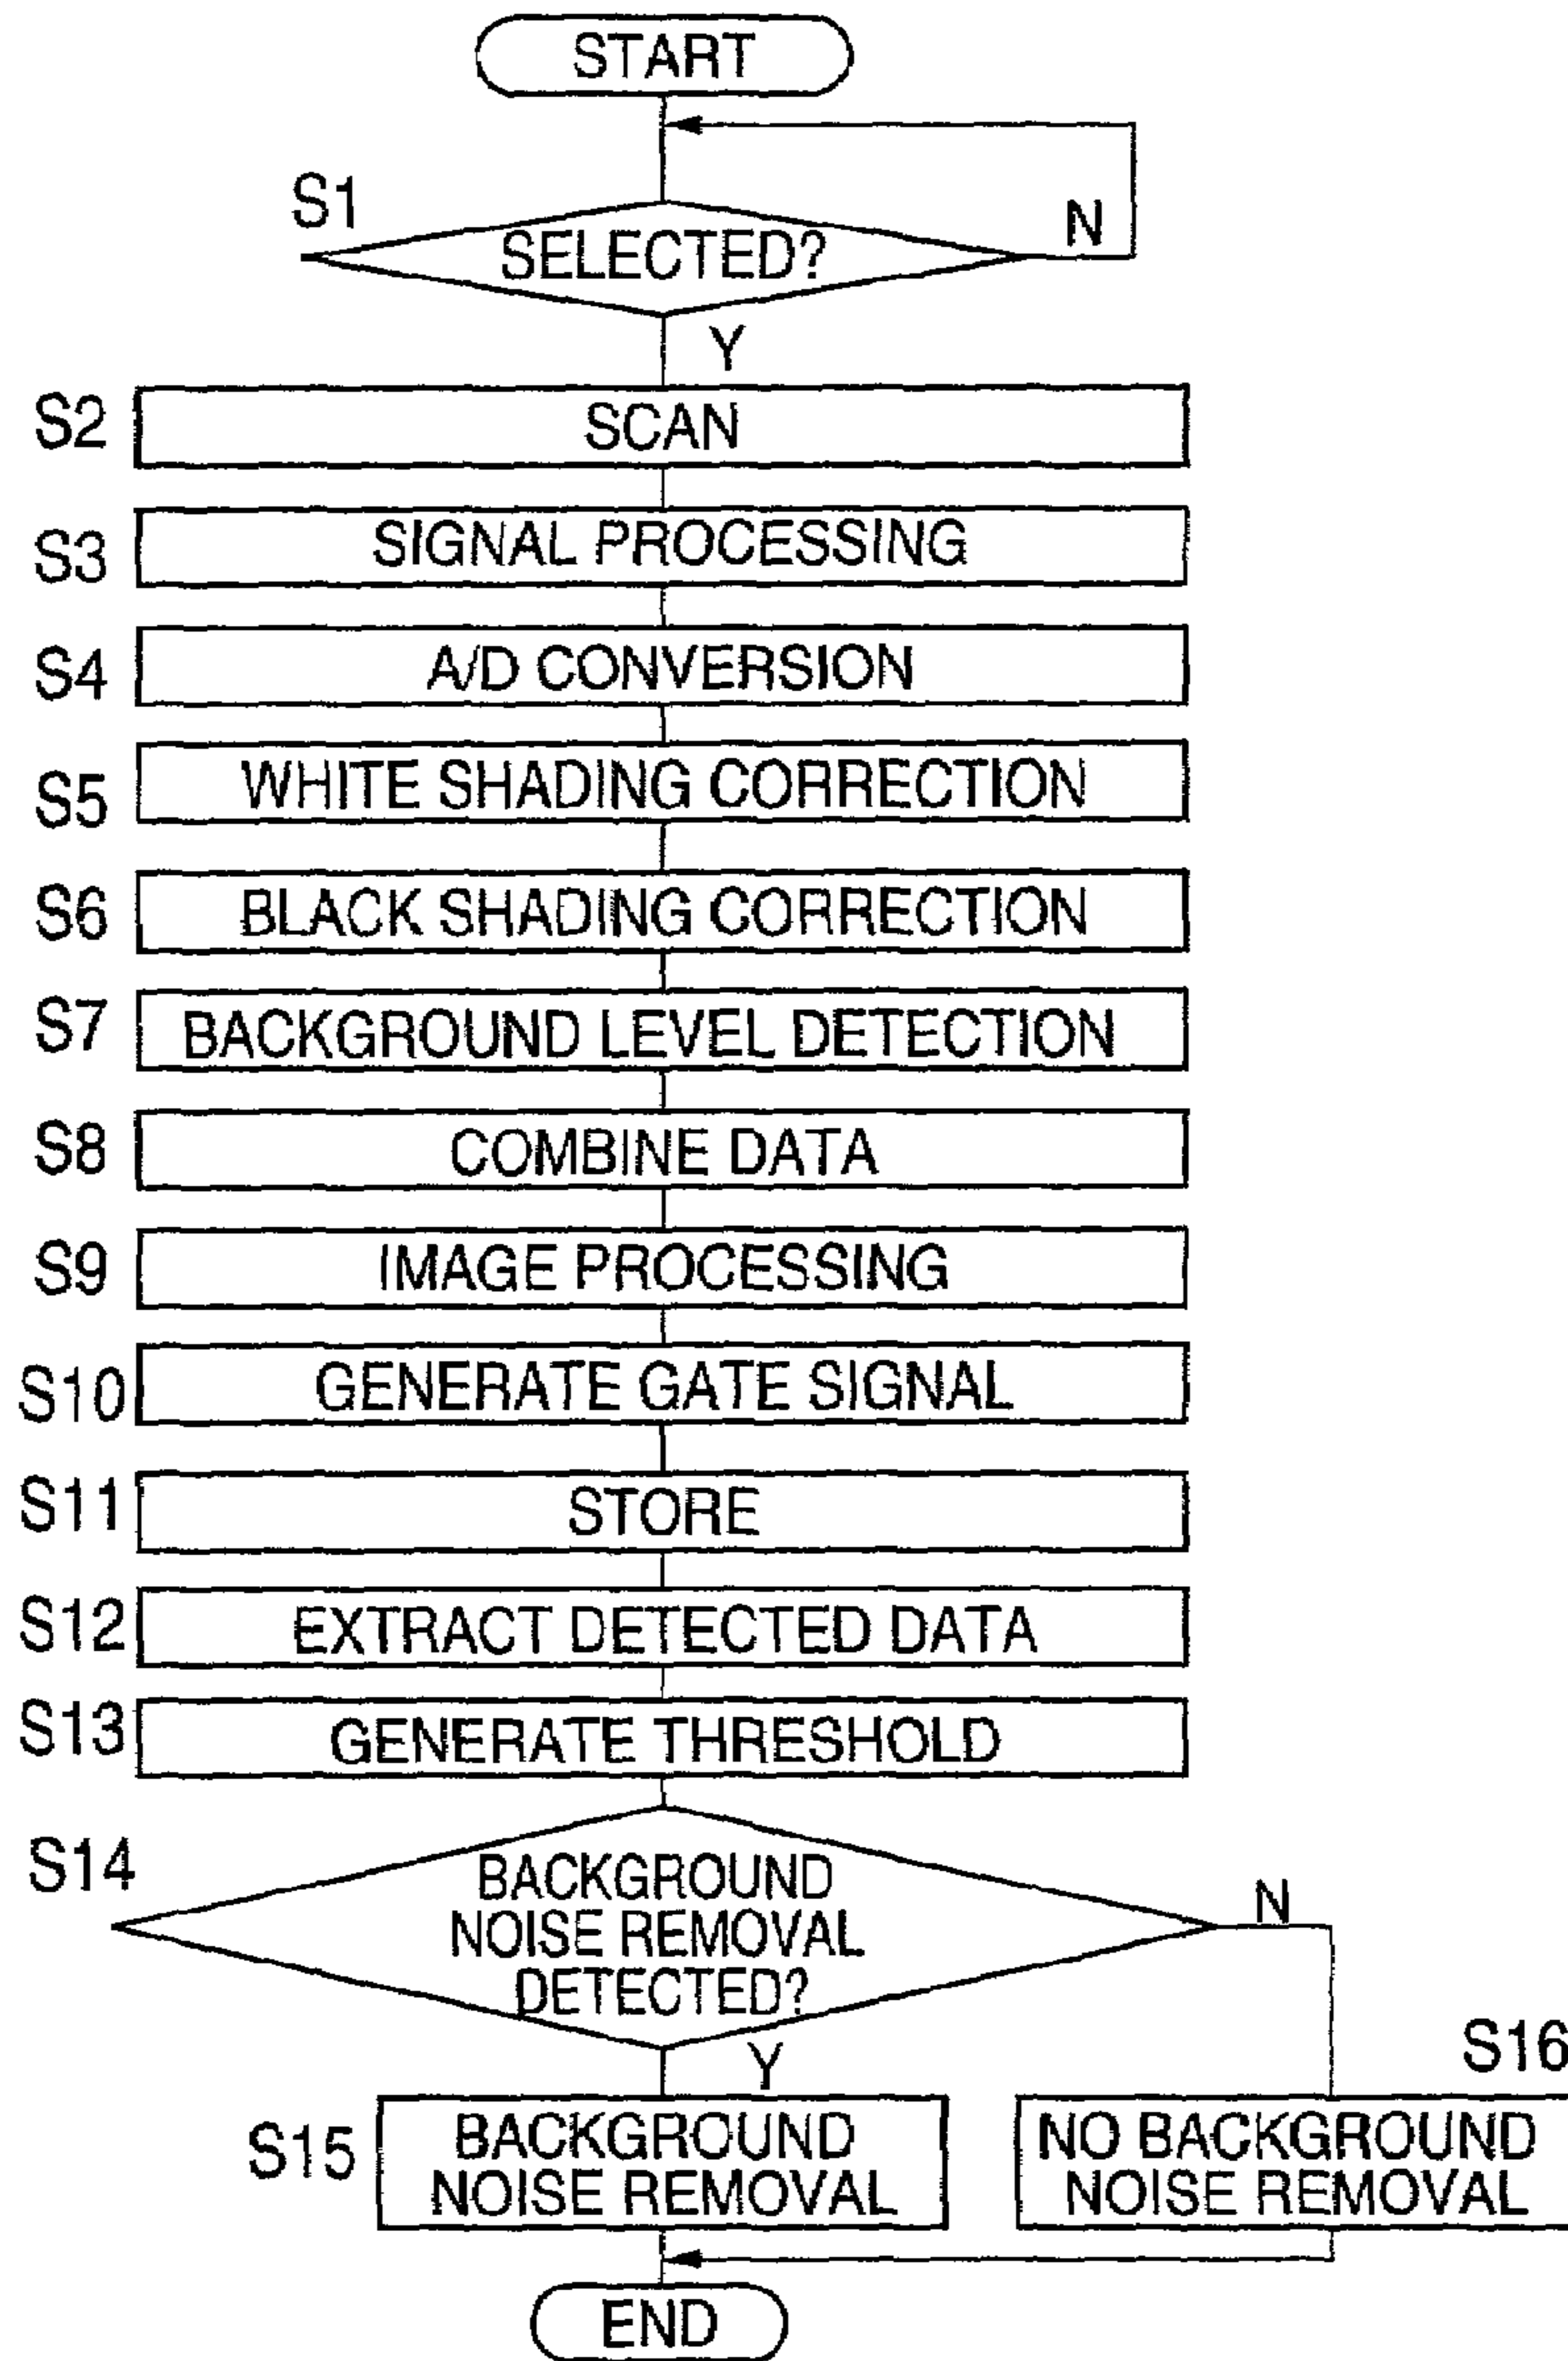 START
S1
SELECTED?
N
Y
S2
SCAN
S3
SIGNAL PROCESSING
S4
A/D CONVERSION
S5
WHITE SHADING CORRECTION
S6
BLACK SHADING CORRECTION
S7
BACKGROUND LEVEL DETECTION
S8
COMBINE DATA
S9
IMAGE PROCESSING
S10
GENERATE GATE SIGNAL
S11
STORE
S12
EXTRACT DETECTED DATA
S13
GENERATE THRESHOLD
S14
BACKGROUND
NOISE REMOVAL
DETECTED?
N
Y
S15
BACKGROUND
NOISE REMOVAL
S16
NO BACKGROUND
NOISE REMOVAL
END